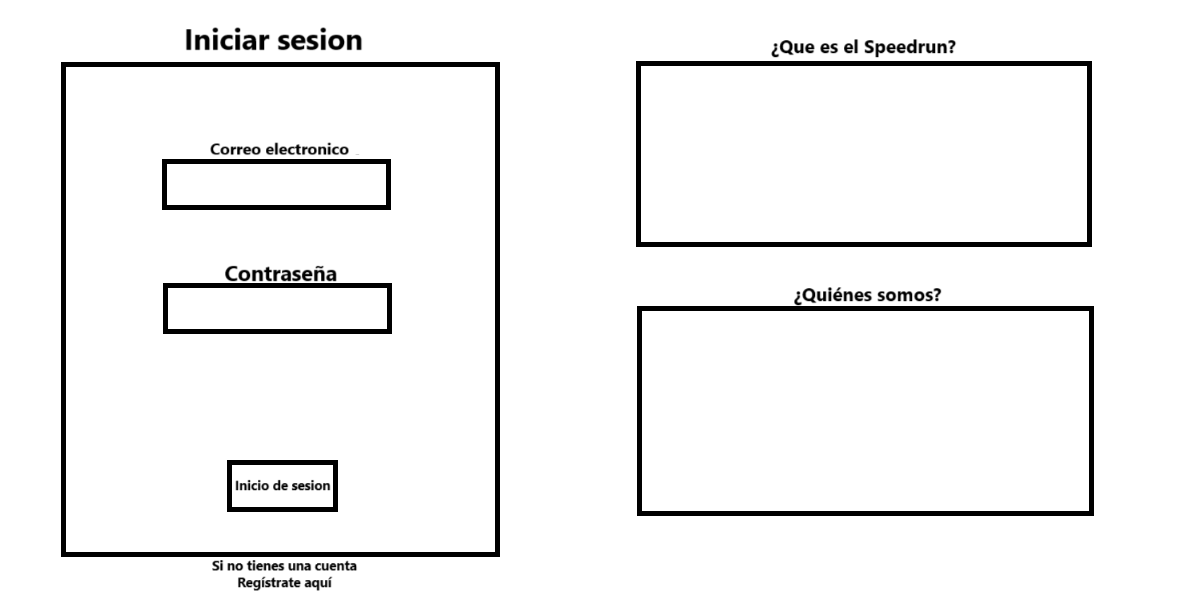 Iniciar sesion
Correo electronico
Contraseña
Inicio de sesion
Si no tienes una cuenta
Regístrate aquí
¿Que es el Speedrun?
¿Quiénes somos?